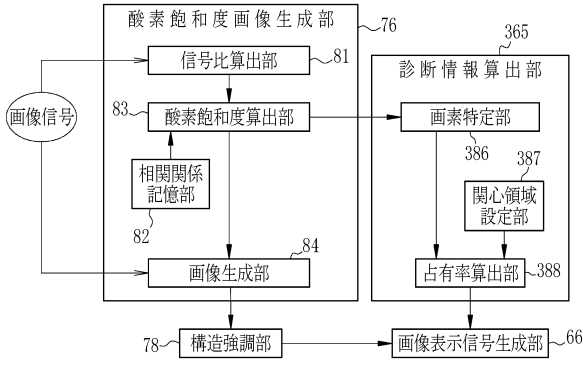 酸素飽和度画像生成部
76
信号比算出部
81
365
診断情報算出部
画像信号
83
酸素飽和度算出部
画素特定部
386
相関関係
記憶部
82
387
関心領域
設定部
84
画像生成部
占有率算出部
388
78
構造強調部
画像表示信号生成部
66